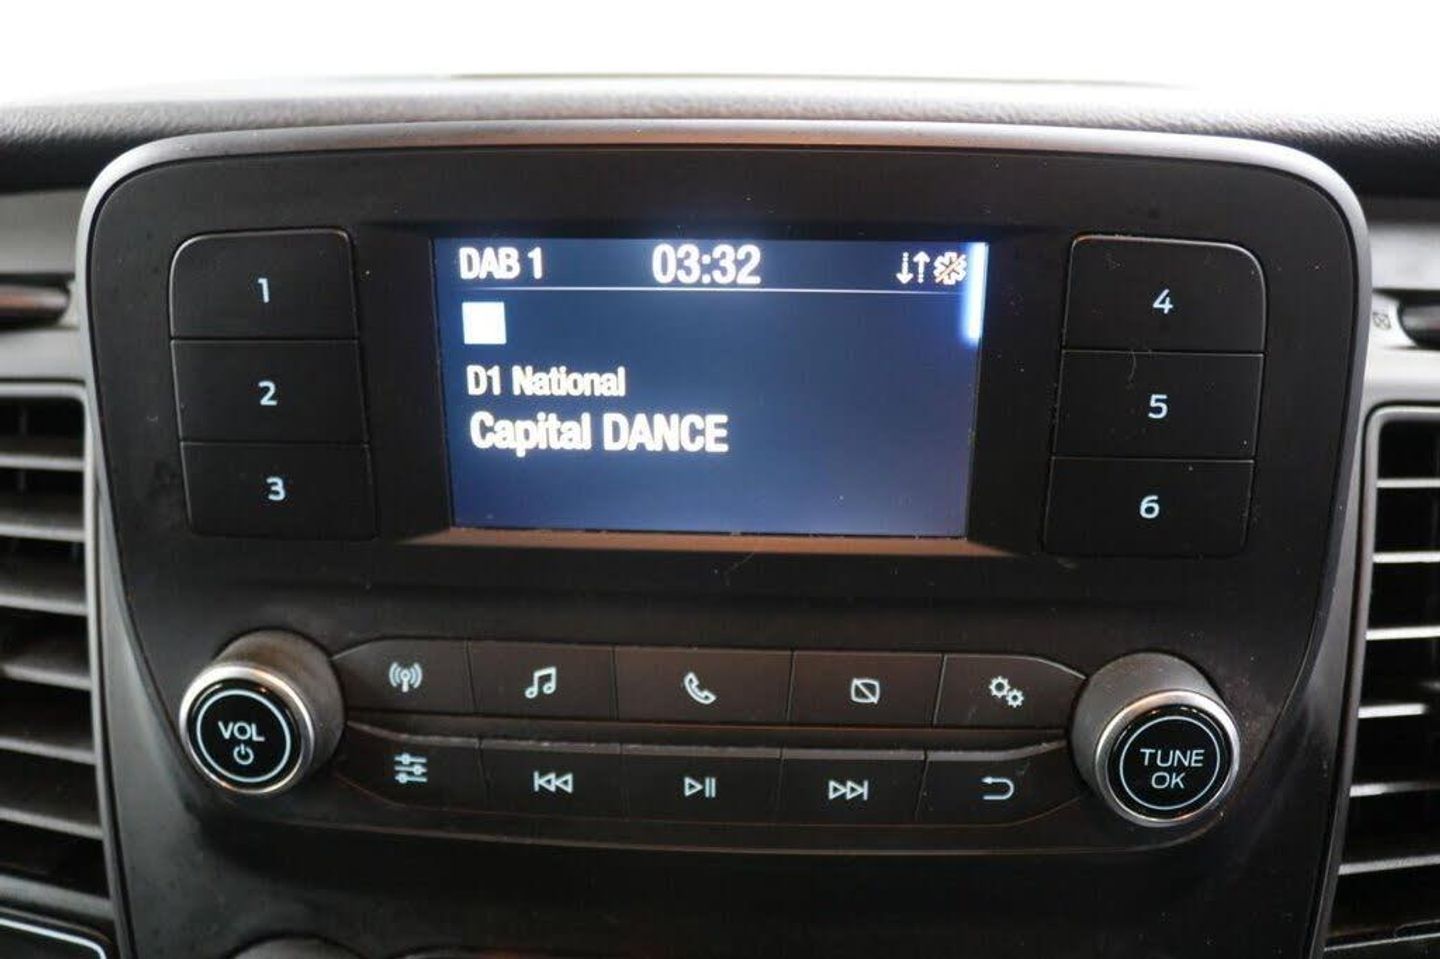 DAB 1 03:32
D1 National
Capital DANCE
1
2
3
4
5
6
VOL
TUNE
OK